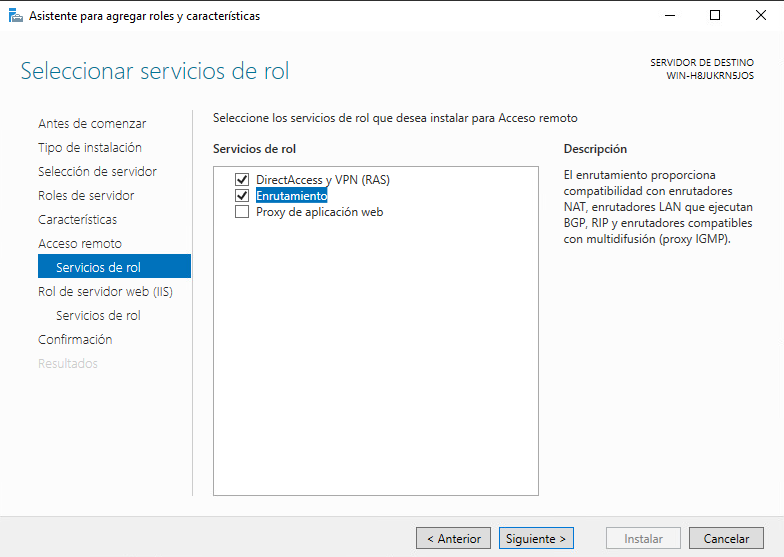 Asistente para agregar roles y características
Seleccionar servicios de rol
SERVIDOR DE DESTINO
WIN-H8JUKRN5JOS
Antes de comenzar
Tipo de instalación
Selección de servidor
Roles de servidor
Características
Acceso remoto
Servicios de rol
Rol de servidor web (IIS)
Servicios de rol
Confirmación
Resultados
Seleccione los servicios de rol que desea instalar para Acceso remoto
Servicios de rol
DirectAccess y VPN (RAS)
Enrutamiento
Proxy de aplicación web
Descripción
El enrutamiento proporciona
compatibilidad con enrutadores
NAT, enrutadores LAN que ejecutan
BGP, RIP y enrutadores compatibles
con multidifusión (proxy IGMP).
< Anterior
Siguiente >
Instalar
Cancelar